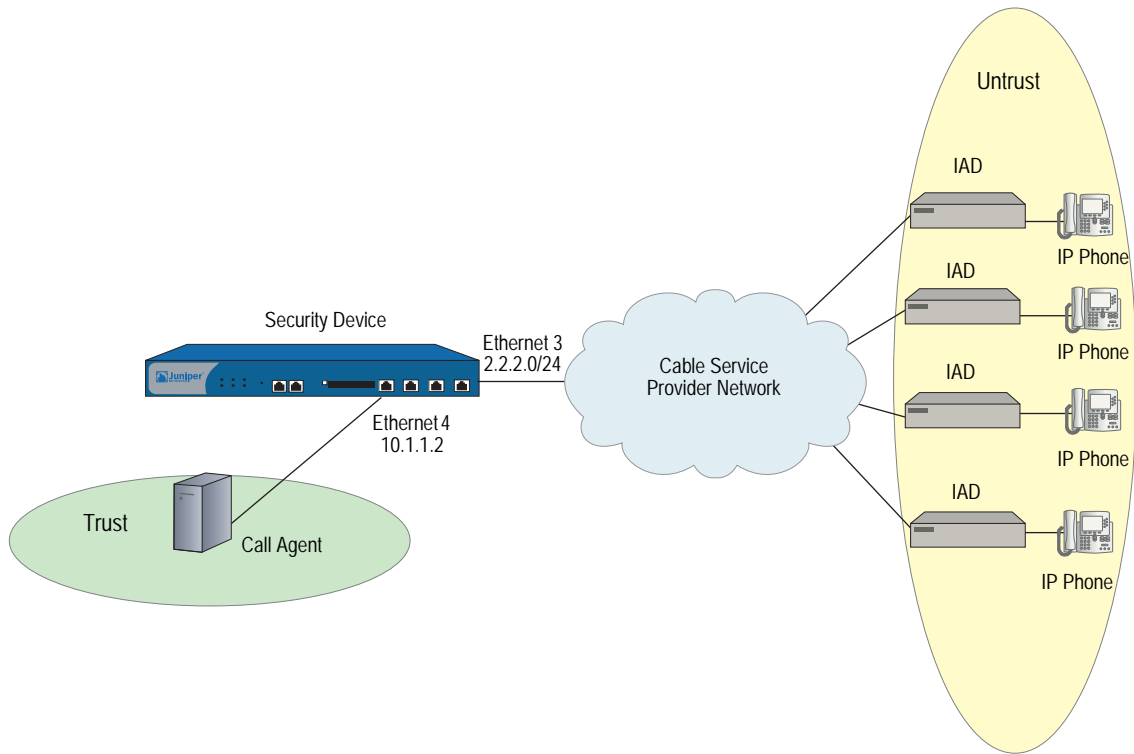 Untrust
IAD
IP Phone
IAD
IP Phone
Security Device
Ethernet 3
2.2.2.0/24
Cable Service
Provider Network
IAD
Juniper
Ethernet 4
10.1.1.2
IP Phone
IAD
Trust
Call Agent
IP Phone